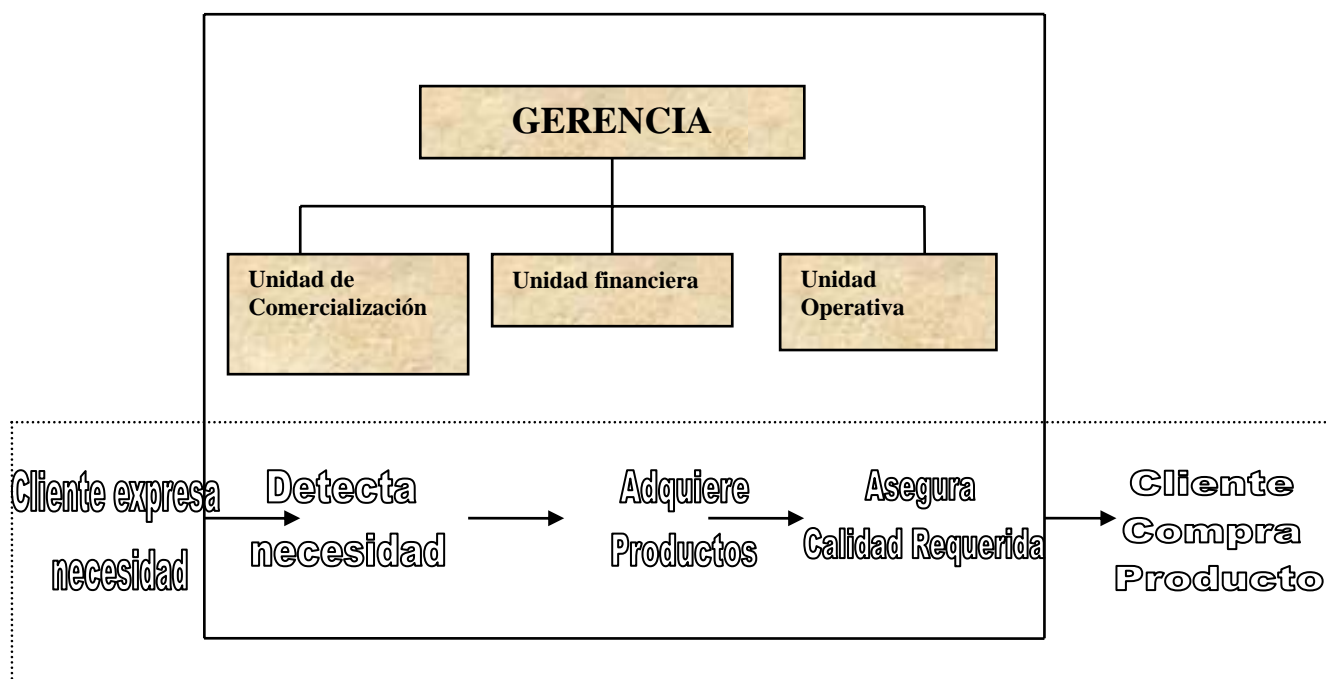 GERENCIA
Unidad de
Comercialización
Unidad financiera
Unidad
Operativa
Cliente expresa
necesidad
Detecta
necesidad
Adquiere
Productos
Asegura
Calidad Requerida
Cliente
Compra
Producto